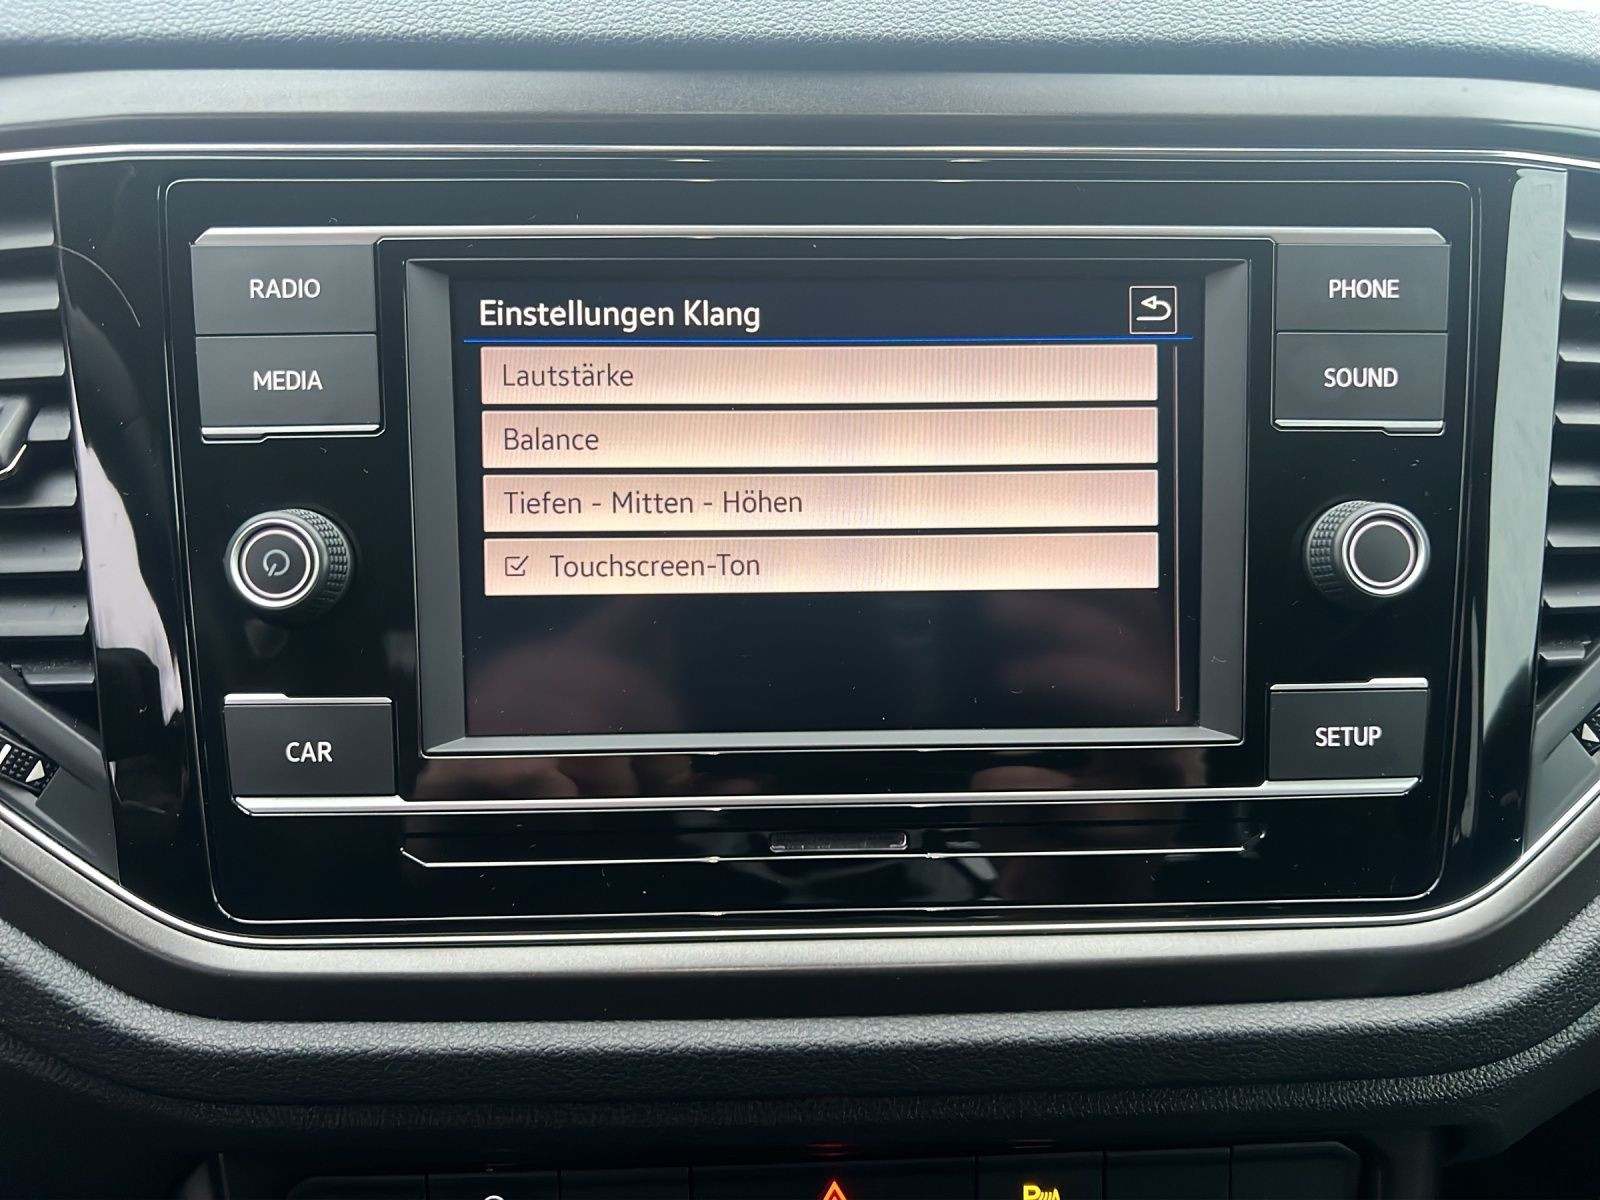 RADIO
MEDIA
CAR
Einstellungen Klang
Lautstärke
Balance
Tiefen - Mitten - Höhen
Touchscreen-Ton
PHONE
SOUND
SETUP
P